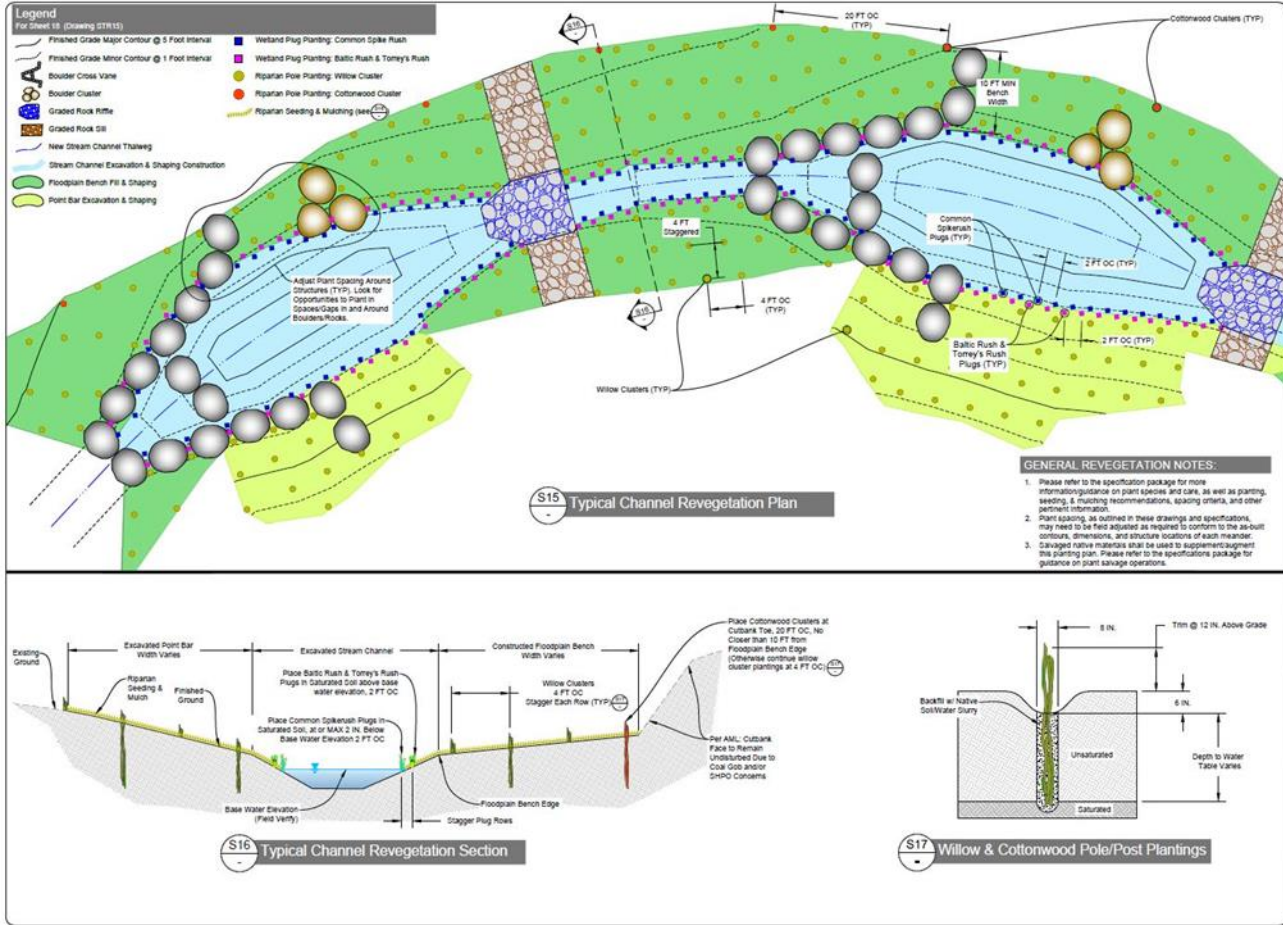 Legend
For Sheet 18 (Drawing STR15)
Finished Grade Major Contour @ 5 Foot Interval
Finished Grade Minor Contour @ 1 Foot Interval
Boulder Cross Vane
Boulder Cluster
Graded Rock Riffle
Graded Rock Sill
New Stream Channel Thalweg
Stream Channel Excavation & Shaping Construction
Floodplain Bench Fill & Shaping
Point Bar Excavation & Shaping
Wetland Plug Planting: Common Spike Rush
Wetland Plug Planting: Baltic Rush & Torrey's Rush
Riparian Pole Planting: Willow Cluster
Riparian Pole Planting: Cottonwood Cluster
Riparian Seeding & Mulching (see
S16
-
20 FT OC
(TYP)
Cottonwood Clusters (TYP)
10 FT MIN
Bench
Width
4 FT
Staggered
Common
Spikerush
Plugs (TYP)
2 FT OC (TYP)
Adjust Plant Spacing Around
Structures (TYP). Look for
Opportunities to Plant in
Spaces/Gaps in and Around
Boulders/Rocks.
4 FT OC
(TYP)
S16
-
Baltic Rush &
Torrey's Rush
Plugs (TYP)
2 FT OC (TYP)
Willow Clusters (TYP)
S15
-
Typical Channel Revegetation Plan
GENERAL REVEGETATION NOTES:
1. Please refer to the specification package for more
information/guidance on plant species and care, as well as planting,
seeding, & mulching recommendations, spacing criteria, and other
pertinent information.
2. Plant spacing, as outlined in these drawings and specifications,
may need to be field adjusted as required to conform to the as-built
contours, dimensions, and structure locations of each meander.
3. Salvaged native materials shall be used to supplement/augment
this planting plan. Please refer to the specifications package for
guidance on plant salvage operations.
Existing
Ground
Excavated Point Bar
Width Varies
Excavated Stream Channel
Constructed Floodplain Bench
Width Varies
Riparian
Seeding &
Mulch
Finished
Ground
Place Baltic Rush & Torrey's Rush
Plugs in Saturated Soil above base
water elevation, 2 FT OC
Place Common Spikerush Plugs in
Saturated Soil, at or MAX 2 IN. Below
Base Water Elevation 2 FT OC
Willow Clusters
4 FT OC
Stagger Each Row (TYP)
Place Cottonwood Clusters at
Cutbank Toe, 20 FT OC, No
Closer than 10 FT from
Floodplain Bench Edge
(Otherwise continue willow
cluster plantings at 4 FT OC)
Per AML: Cutbank
Face to Remain
Undisturbed Due to
Coal Gob and/or
SHPO Concerns
Base Water Elevation
(Field Verify)
Floodplain Bench Edge
Stagger Plug Rows
S16
-
Typical Channel Revegetation Section
8 IN.
Trim @ 12 IN. Above Grade
Backfill w/ Native
Soil/Water Slurry
6 IN.
Unsaturated
Depth to Water
Table Varies
Saturated
S17
-
Willow & Cottonwood Pole/Post Plantings